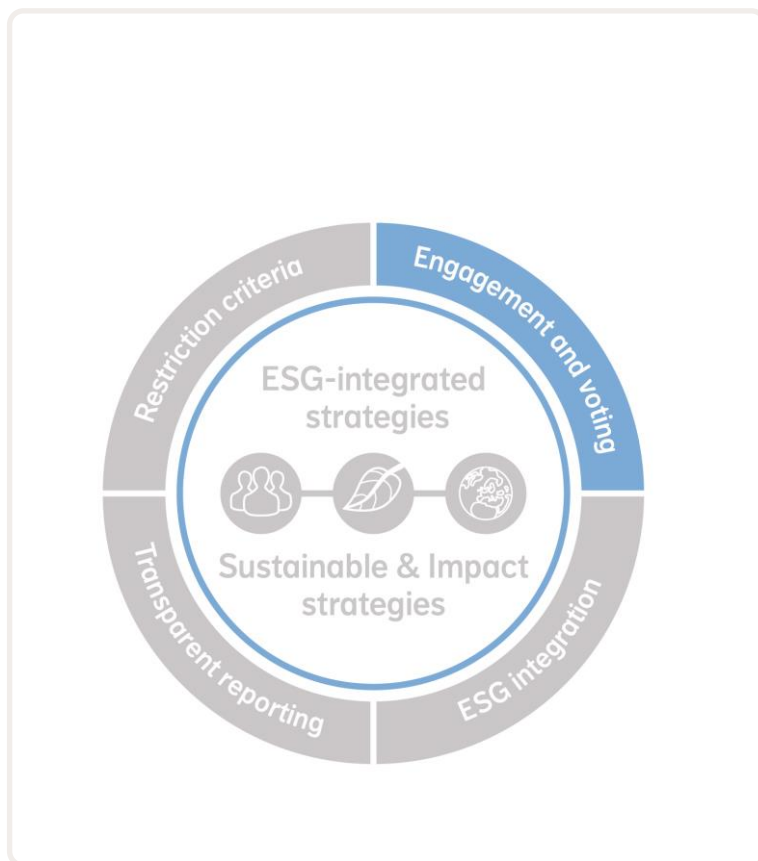 Restriction criteria
Engagement and voting
ESG-integrated
strategies
Sustainable & Impact
strategies
Transparent reporting
ESG integration